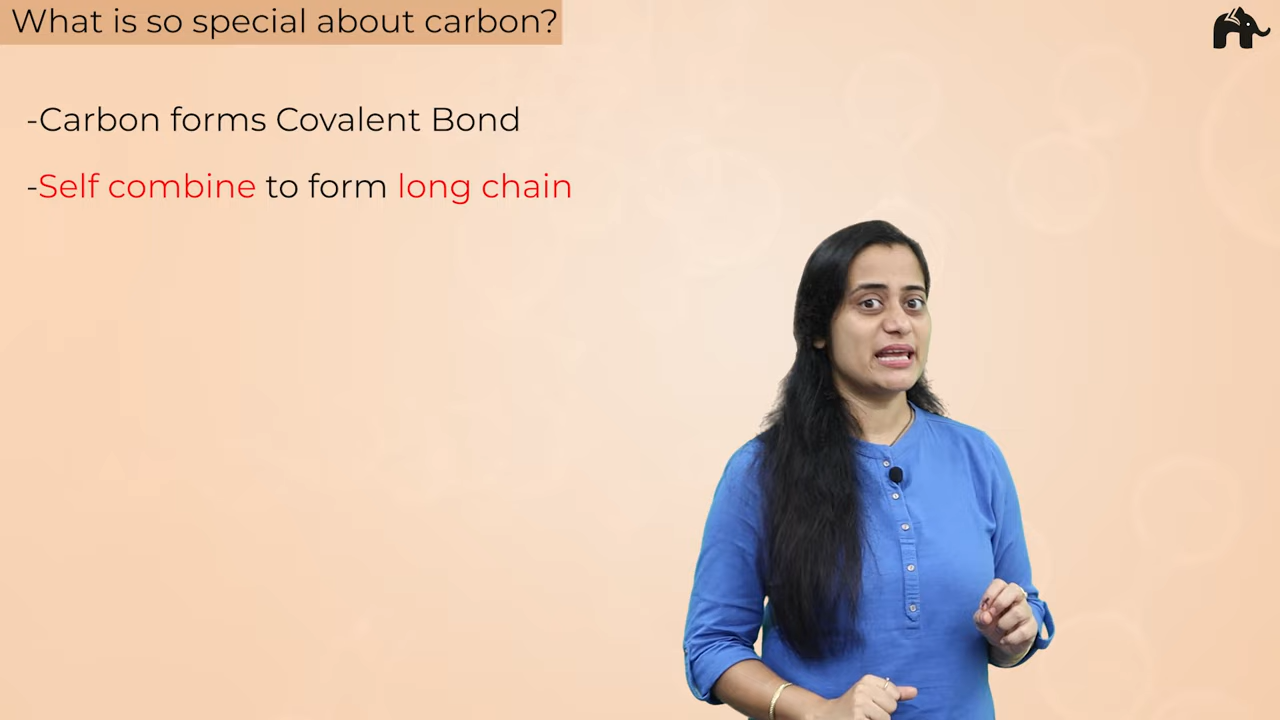 What is so special about carbon?
-Carbon forms Covalent Bond
-Self combine to form long chain